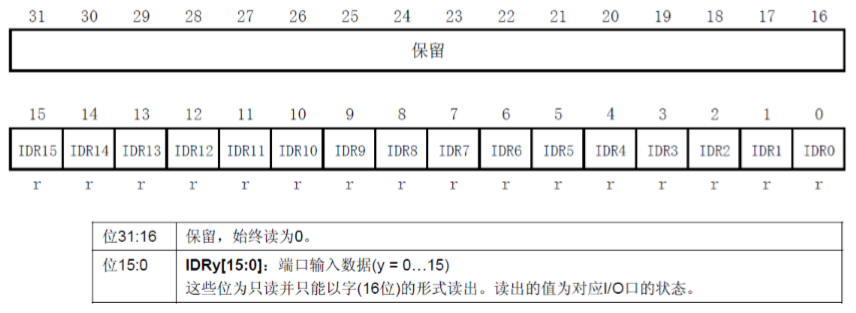 31 30 29 28 27 26 25 24 23 22 21 20 19 18 17 16
保留
15 14 13 12 11 10 9 8 7 6 5 4 3 2 1 0
IDR15 IDR14 IDR13 IDR12 IDR11 IDR10 IDR9 IDR8 IDR7 IDR6 IDR5 IDR4 IDR3 IDR2 IDR1 IDR0
r r r r r r r r r r r r r r r r
位31:16 保留，始终读为0。
位15:0 IDRy[15:0]：端口输入数据(y = 0…15)
这些位为只读并只能以字(16位)的形式读出。读出的值为对应I/O口的状态。